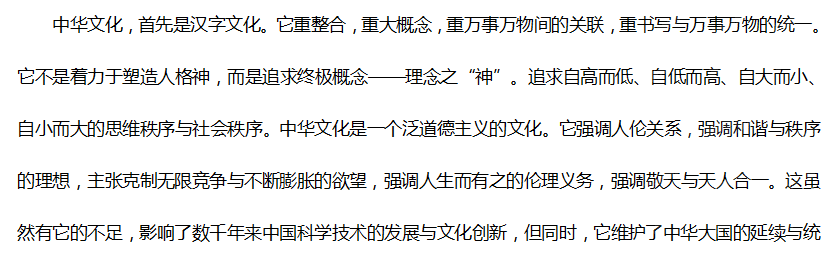 中华文化，首先是汉字文化。它重整合，重大概念，重万事万物间的关联，重书写与万事万物的统一。
它不是着力于塑造人格神，而是追求终极概念——理念之“神”。追求自高而低、自低而高、自大而小、
自小而大的思维秩序与社会秩序。中华文化是一个泛道德主义的文化。它强调人伦关系，强调和谐与秩序
的理想，主张克制无限竞争与不断膨胀的欲望，强调人生而有之的伦理义务，强调敬天与天人合一。这虽
然有它的不足，影响了数千年来中国科学技术的发展与文化创新，但同时，它维护了中华大国的延续与统